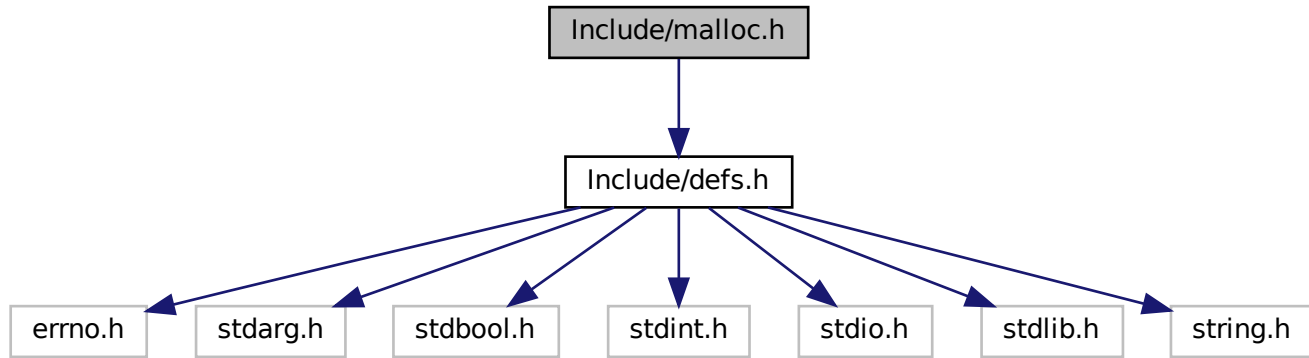 Include/malloc.h
Include/defs.h
errno.h
stdarg.h
stdbool.h
stdint.h
stdio.h
stdlib.h
string.h